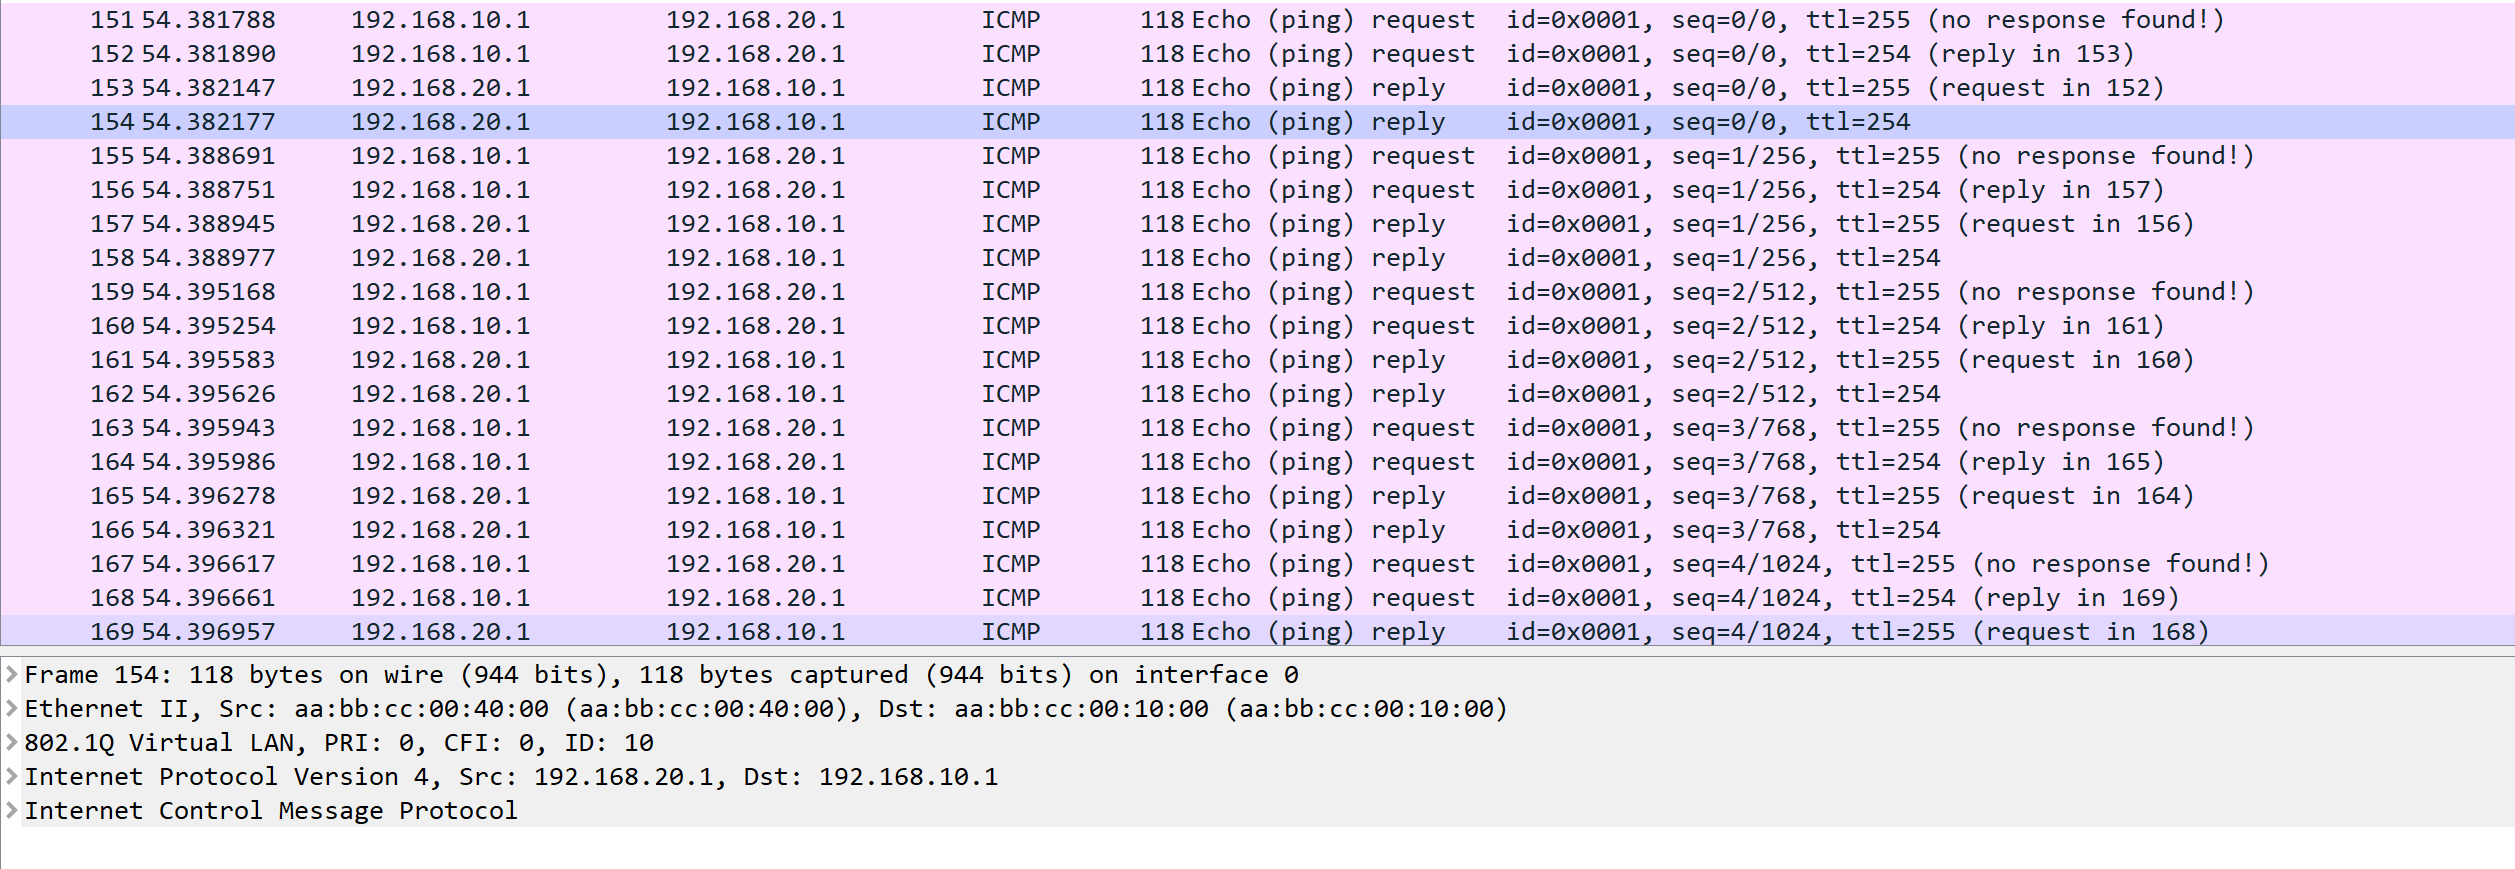 151 54.381788 192.168.10.1 192.168.20.1 ICMP 118 Echo (ping) request id=0x0001, seq=0/0, ttl=255 (no response found!)
152 54.381890 192.168.10.1 192.168.20.1 ICMP 118 Echo (ping) request id=0x0001, seq=0/0, ttl=254 (reply in 153)
153 54.382147 192.168.20.1 192.168.10.1 ICMP 118 Echo (ping) reply id=0x0001, seq=0/0, ttl=255 (request in 152)
154 54.382177 192.168.20.1 192.168.10.1 ICMP 118 Echo (ping) reply id=0x0001, seq=0/0, ttl=254
155 54.388691 192.168.10.1 192.168.20.1 ICMP 118 Echo (ping) request id=0x0001, seq=1/256, ttl=255 (no response found!)
156 54.388751 192.168.10.1 192.168.20.1 ICMP 118 Echo (ping) request id=0x0001, seq=1/256, ttl=254 (reply in 157)
157 54.388945 192.168.20.1 192.168.10.1 ICMP 118 Echo (ping) reply id=0x0001, seq=1/256, ttl=255 (request in 156)
158 54.388977 192.168.20.1 192.168.10.1 ICMP 118 Echo (ping) reply id=0x0001, seq=1/256, ttl=254
159 54.395168 192.168.10.1 192.168.20.1 ICMP 118 Echo (ping) request id=0x0001, seq=2/512, ttl=255 (no response found!)
160 54.395254 192.168.10.1 192.168.20.1 ICMP 118 Echo (ping) request id=0x0001, seq=2/512, ttl=254 (reply in 161)
161 54.395583 192.168.20.1 192.168.10.1 ICMP 118 Echo (ping) reply id=0x0001, seq=2/512, ttl=255 (request in 160)
162 54.395626 192.168.20.1 192.168.10.1 ICMP 118 Echo (ping) reply id=0x0001, seq=2/512, ttl=254
163 54.395943 192.168.10.1 192.168.20.1 ICMP 118 Echo (ping) request id=0x0001, seq=3/768, ttl=255 (no response found!)
164 54.395986 192.168.10.1 192.168.20.1 ICMP 118 Echo (ping) request id=0x0001, seq=3/768, ttl=254 (reply in 165)
165 54.396278 192.168.20.1 192.168.10.1 ICMP 118 Echo (ping) reply id=0x0001, seq=3/768, ttl=255 (request in 164)
166 54.396321 192.168.20.1 192.168.10.1 ICMP 118 Echo (ping) reply id=0x0001, seq=3/768, ttl=254
167 54.396617 192.168.10.1 192.168.20.1 ICMP 118 Echo (ping) request id=0x0001, seq=4/1024, ttl=255 (no response found!)
168 54.396661 192.168.10.1 192.168.20.1 ICMP 118 Echo (ping) request id=0x0001, seq=4/1024, ttl=254 (reply in 169)
169 54.396957 192.168.20.1 192.168.10.1 ICMP 118 Echo (ping) reply id=0x0001, seq=4/1024, ttl=255 (request in 168)
Frame 154: 118 bytes on wire (944 bits), 118 bytes captured (944 bits) on interface 0
Ethernet II, Src: aa:bb:cc:00:40:00 (aa:bb:cc:00:40:00), Dst: aa:bb:cc:00:10:00 (aa:bb:cc:00:10:00)
802.1Q Virtual LAN, PRI: 0, CFI: 0, ID: 10
Internet Protocol Version 4, Src: 192.168.20.1, Dst: 192.168.10.1
Internet Control Message Protocol